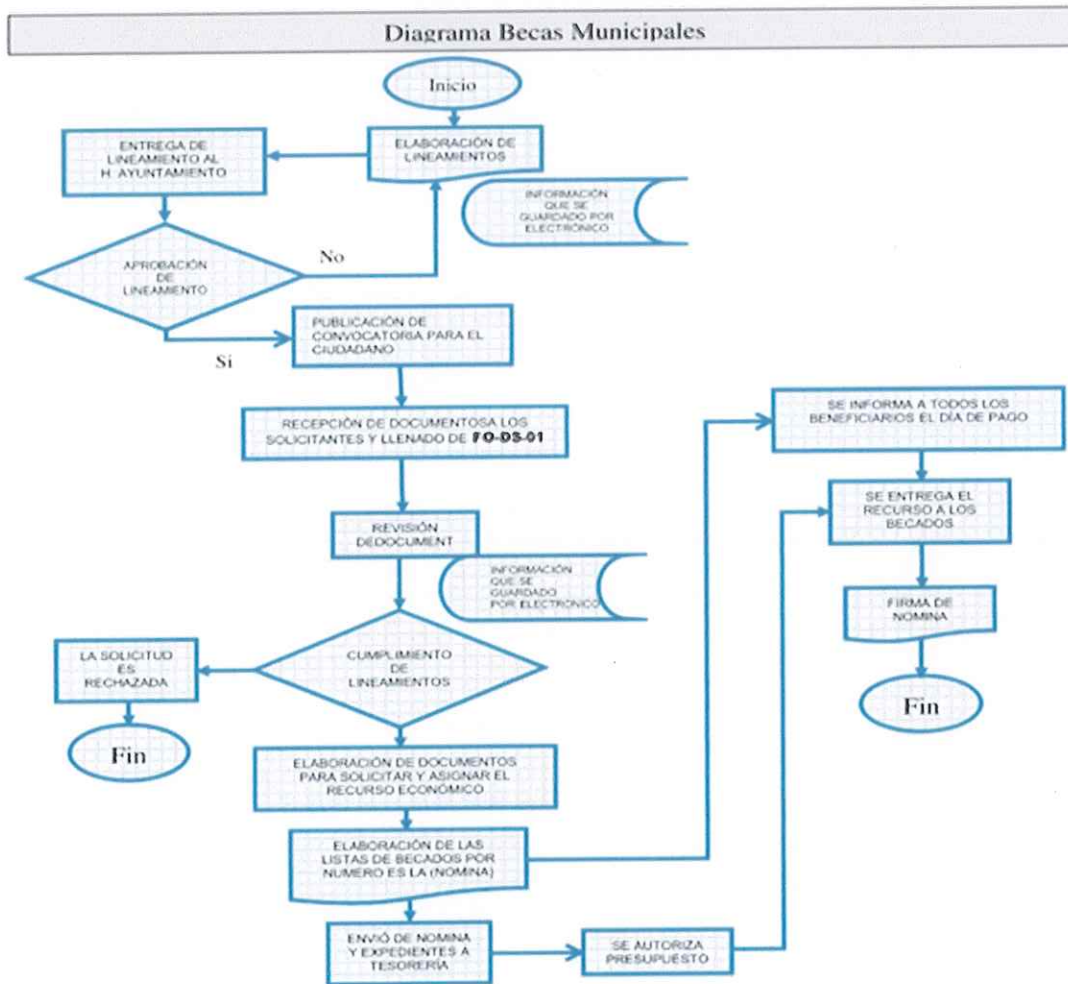 Diagrama Becas Municipales
Inicio
ELABORACIÓN DE
LINEAMIENTOS
ENTREGA DE
LINEAMIENTO AL
H. AYUNTAMIENTO
INFORMACIÓN
QUE SE
GUARDADO POR
ELECTRÓNICO
APROBACIÓN
DE
LINEAMIENTO
No
Si
PUBLICACIÓN DE
CONVOCATORIA PARA EL
CIUDADANO
RECEPCIÓN DE DOCUMENTOSA LOS
SOLICITANTES Y LLENADO DE FO-DS-01
REVISIÓN
DEDOCUMENT
INFORMACIÓN
QUE SE
GUARDADO
POR ELECTRÓNICO
CUMPLIMIENTO
DE
LINEAMIENTOS
LA SOLICITUD
ES
RECHAZADA
Fin
ELABORACIÓN DE DOCUMENTOS
PARA SOLICITAR Y ASIGNAR EL
RECURSO ECONÓMICO
ELABORACIÓN DE LAS
LISTAS DE BECADOS POR
NUMERO ES LA (NOMINA)
ENVIÓ DE NOMINA
Y EXPEDIENTES A
TESORERÍA
SE AUTORIZA
PRESUPUESTO
SE INFORMA A TODOS LOS
BENEFICIARIOS EL DÍA DE PAGO
SE ENTREGA EL
RECURSO A LOS
BECADOS
FIRMA DE
NOMINA
Fin